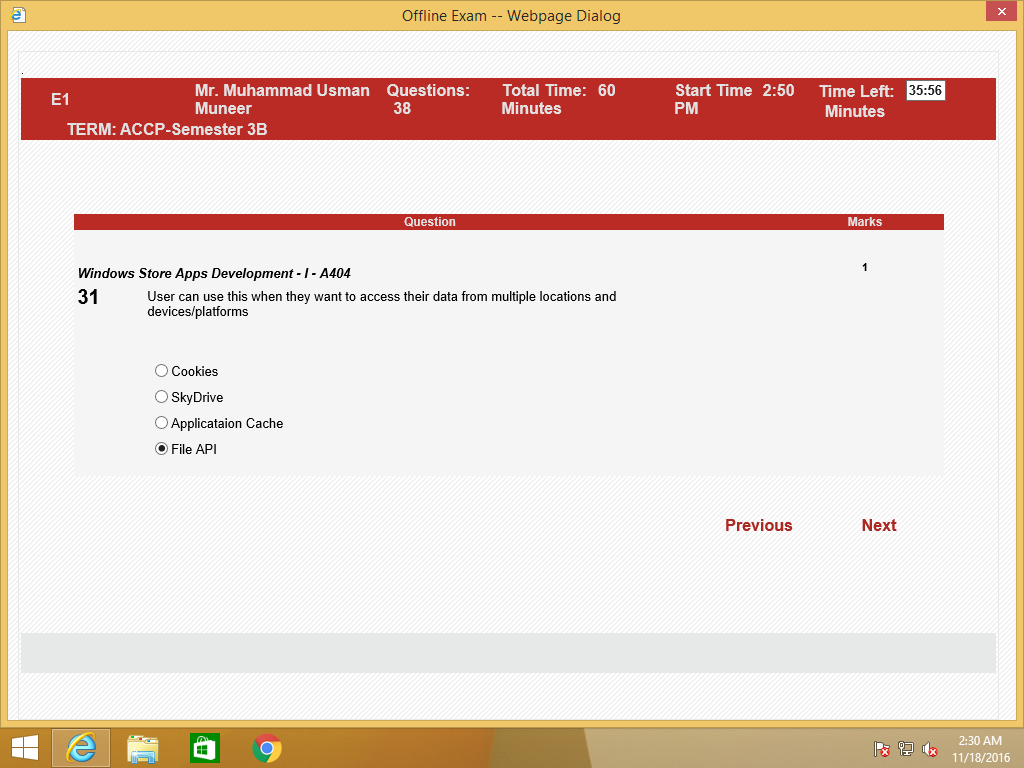 Offline Exam -- Webpage Dialog
.
E1
Mr. Muhammad Usman Muneer
Questions: 38
Total Time: 60 Minutes
Start Time 2:50 PM
Time Left: 35:56 Minutes
TERM: ACCP-Semester 3B
Question Marks
Windows Store Apps Development - I - A404 1
31 User can use this when they want to access their data from multiple locations and
devices/platforms
Cookies
SkyDrive
Applicataion Cache
File API
Previous Next
2:30 AM
11/18/2016